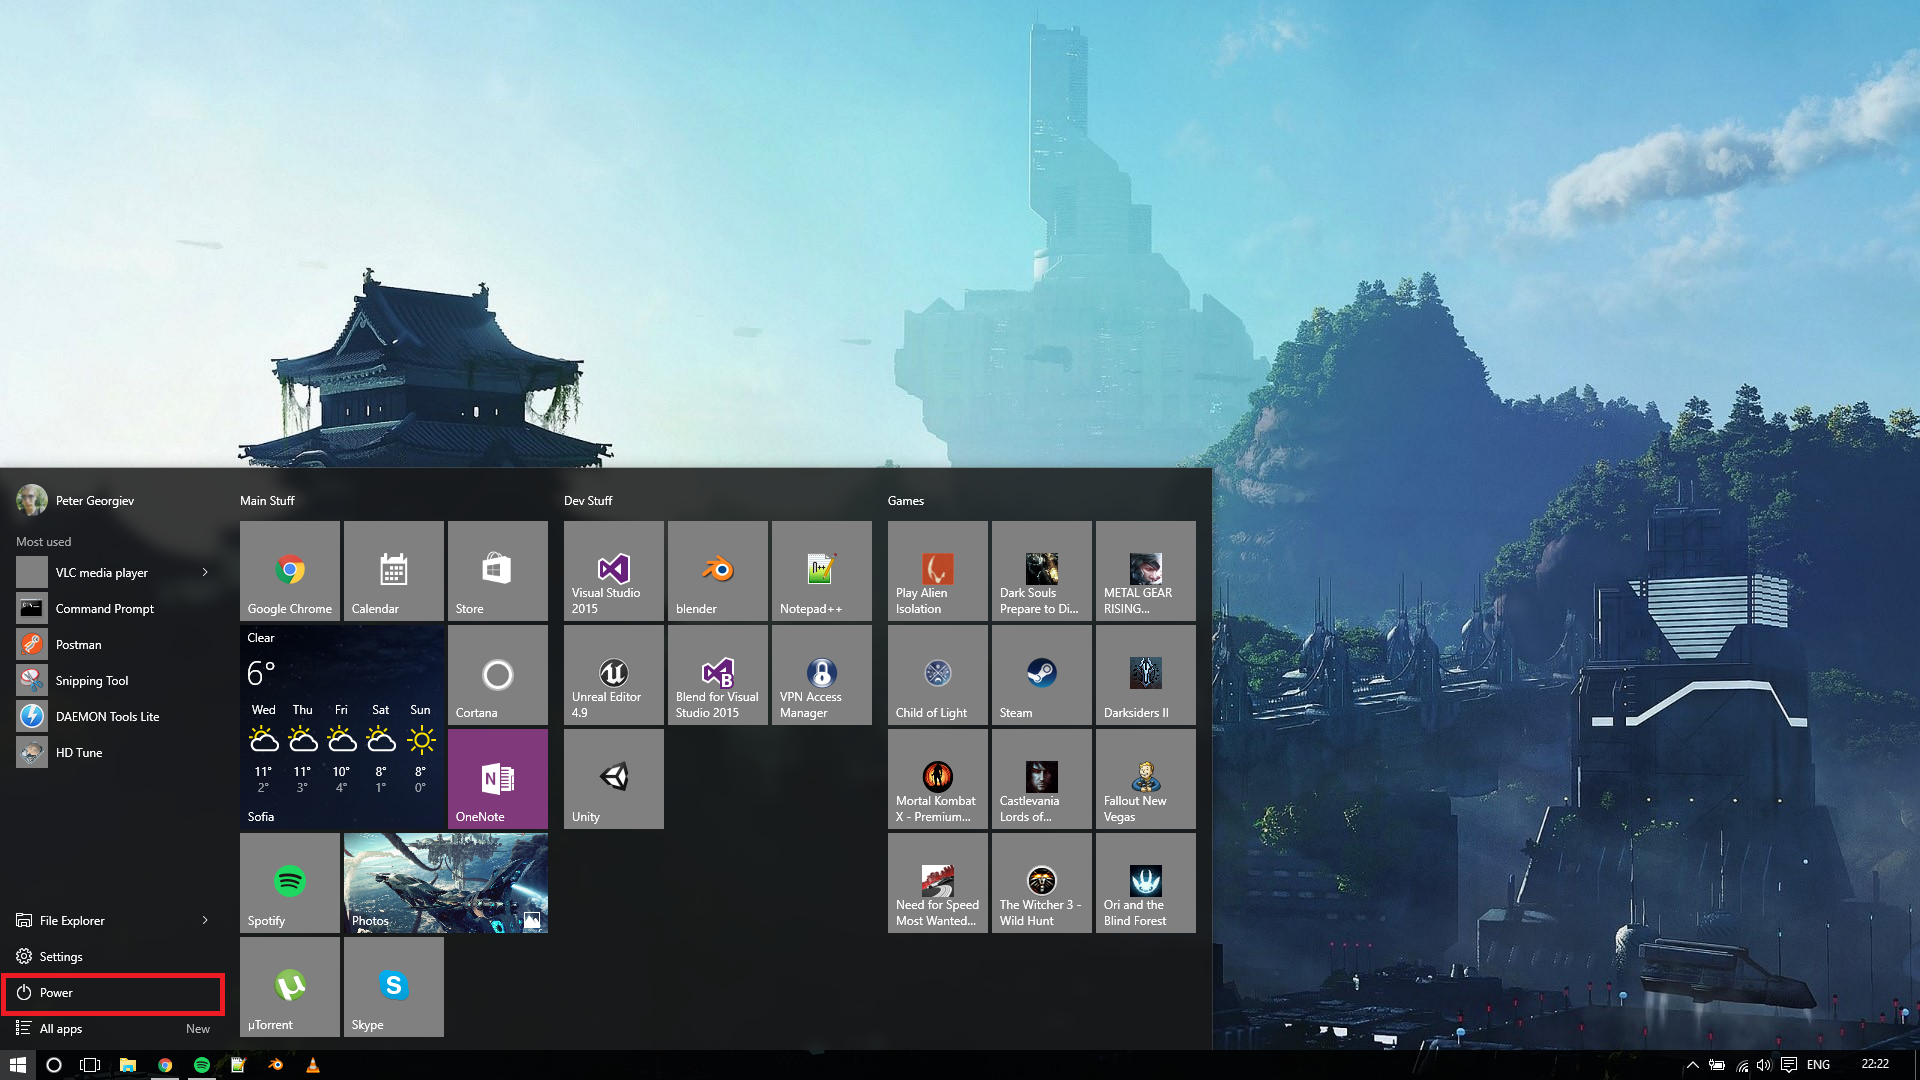 Peter Georgiev
Most used
VLC media player
Command Prompt
Postman
Snipping Tool
DAEMON Tools Lite
HD Tune
File Explorer
Settings
Power
All apps New
Main Stuff
Google Chrome
Calendar
Store
Clear
6°
Wed Thu Fri Sat Sun
11° 11° 10° 8° 8°
2° 3° 4° 1° 0°
Sofia
Cortana
N
OneNote
Spotify
Photos
µTorrent
S
Skype
Dev Stuff
Visual Studio
2015
blender
Notepad++
Unreal Editor
4.9
B
Blend for Visual
Studio 2015
VPN Access
Manager
Unity
Games
Play Alien
Isolation
Dark Souls
Prepare to Di...
METAL GEAR
RISING...
Child of Light
Steam
Darksiders II
Mortal Kombat
X - Premium...
Castlevania
Lords of...
Fallout New
Vegas
Need for Speed
Most Wanted...
The Witcher 3 -
Wild Hunt
Ori and the
Blind Forest
ENG
22:22